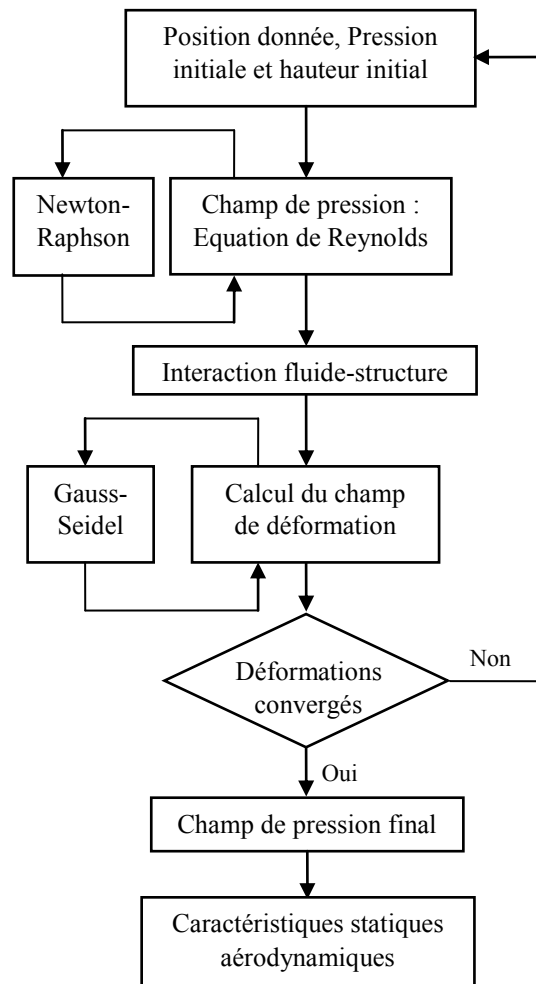 Position donnée, Pression
initiale et hauteur initial
Newton-
Raphson
Champ de pression :
Equation de Reynolds
Interaction fluide-structure
Gauss-
Seidel
Calcul du champ
de déformation
Déformations
convergés
Non
Oui
Champ de pression final
Caractéristiques statiques
aérodynamiques